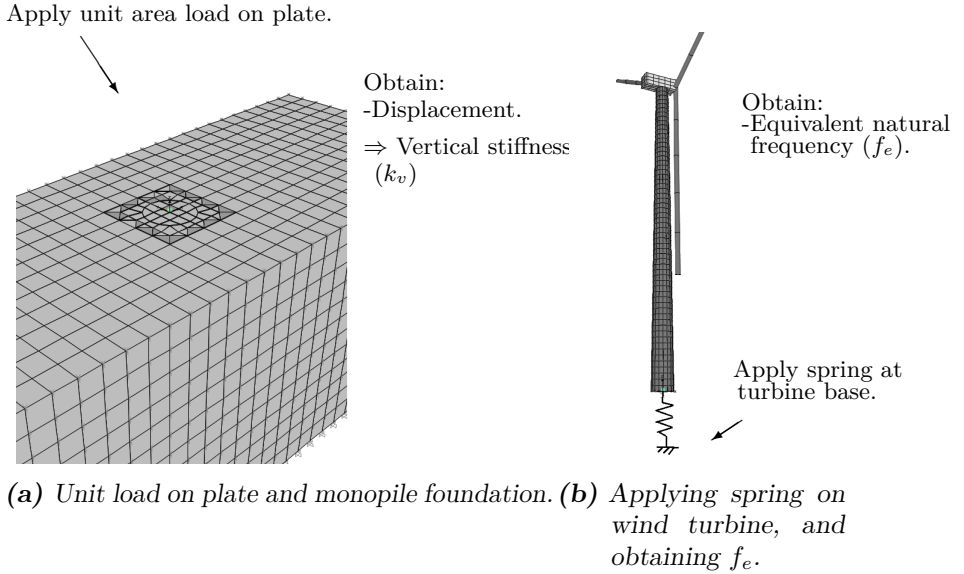 Apply unit area load on plate.
Obtain:
-Displacement.
⇒ Vertical stiffness
(k_v)
Obtain:
-Equivalent natural
frequency (f_e).
Apply spring at
turbine base.
(a) Unit load on plate and monopile foundation.
(b) Applying spring on
wind turbine, and
obtaining f_e.